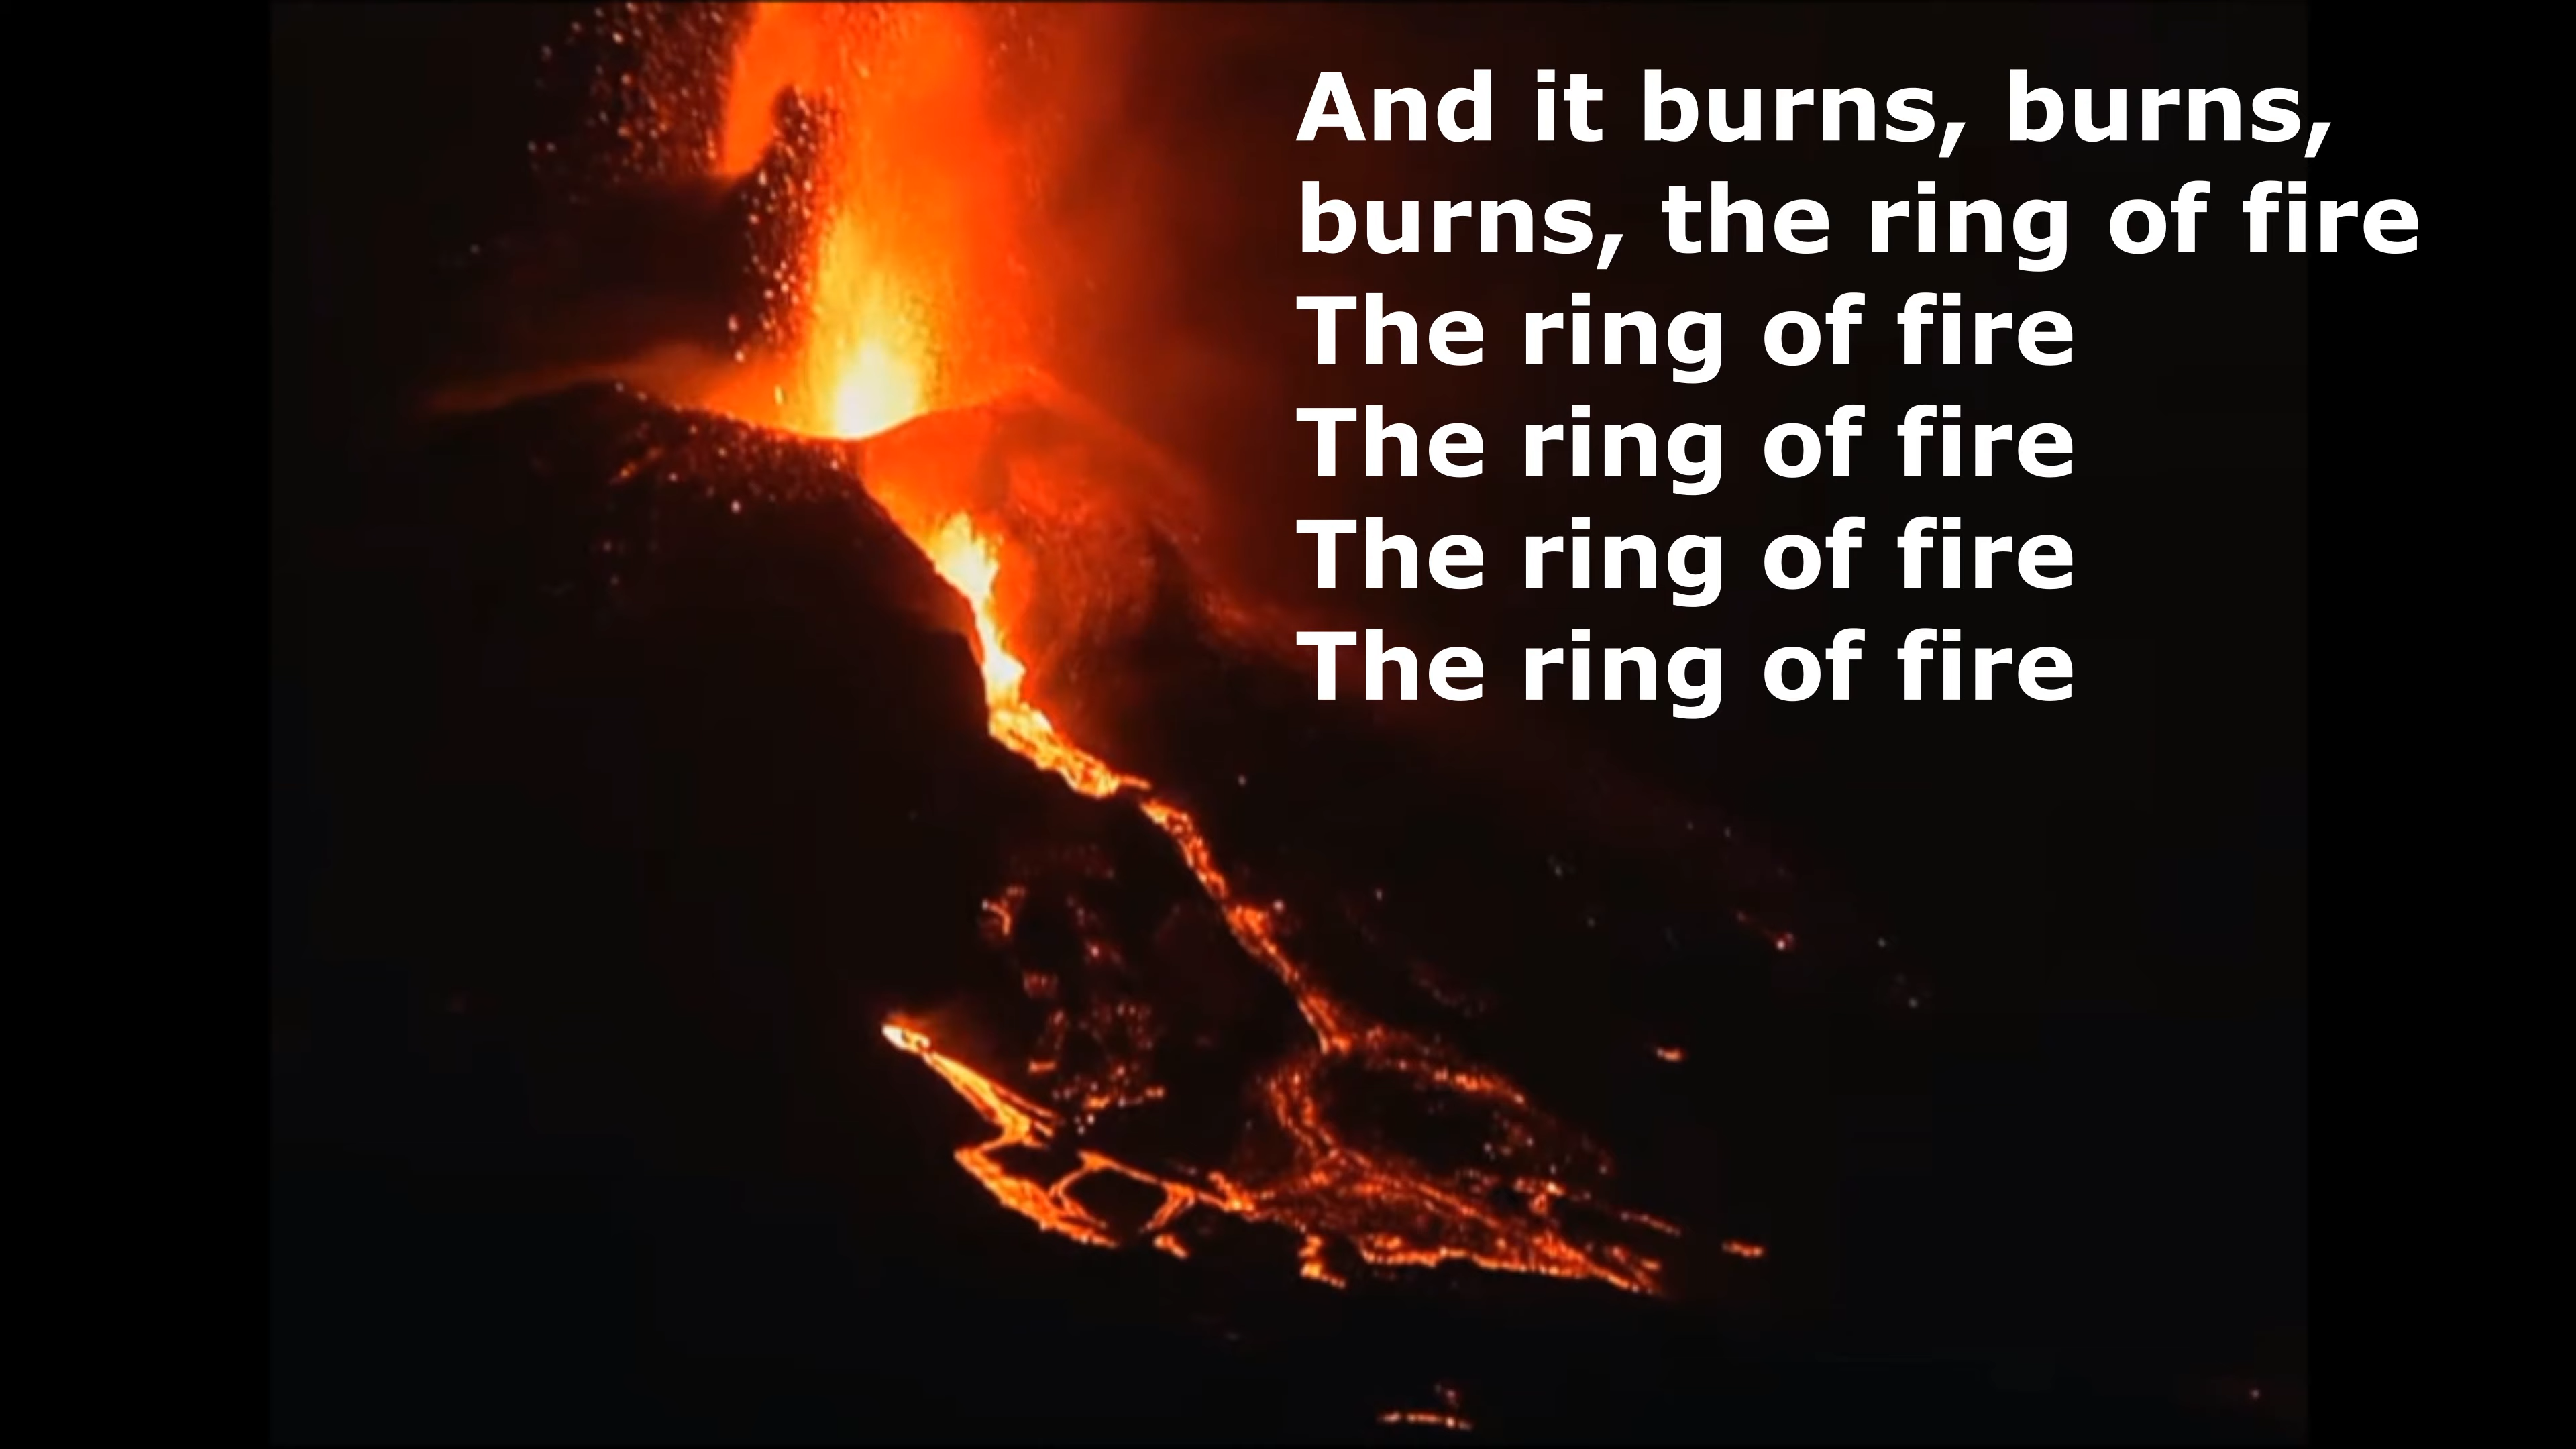 And it burns, burns,
burns, the ring of fire
The ring of fire
The ring of fire
The ring of fire
The ring of fire